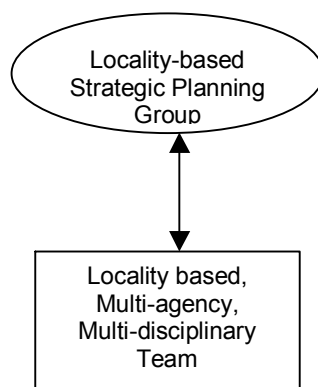 Locality-based
Strategic Planning
Group
Locality based,
Multi-agency,
Multi-disciplinary
Team